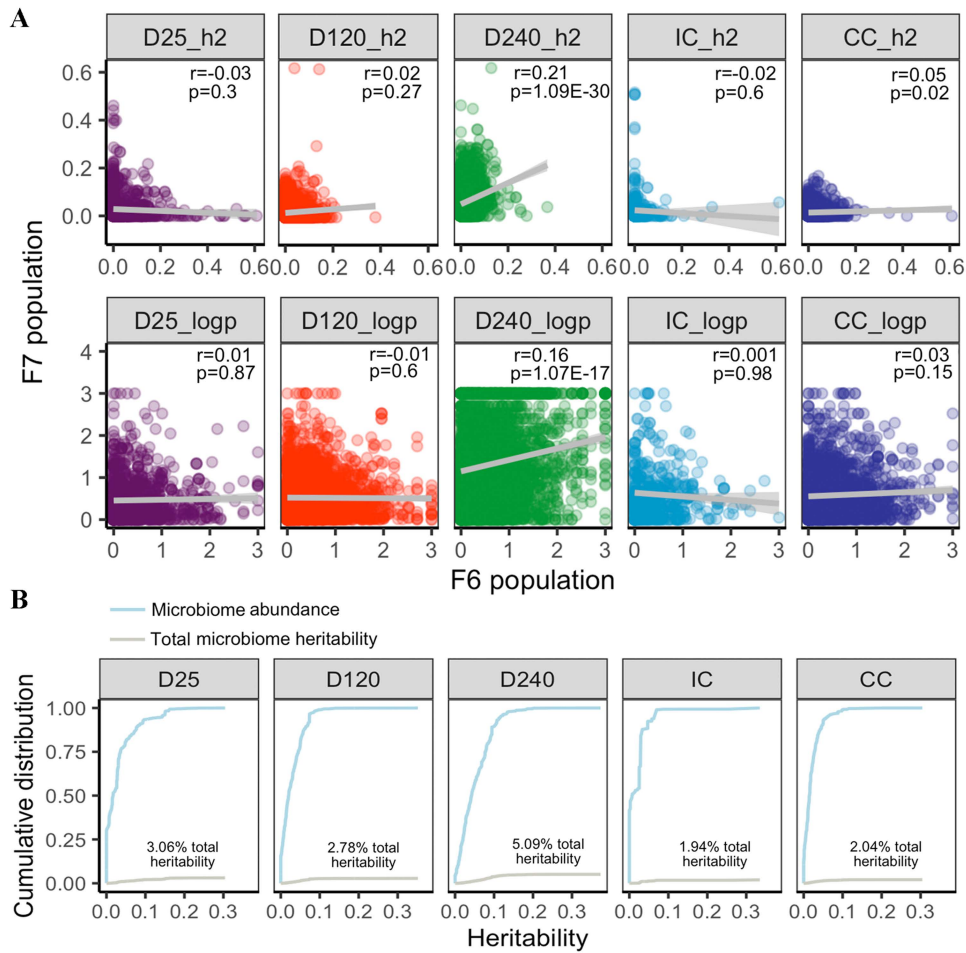 A
D25_h2 D120_h2 D240_h2 IC_h2 CC_h2
r=-0.03 r=0.02 r=0.21 r=-0.02 r=0.05
p=0.3 p=0.27 p=1.09E-30 p=0.6 p=0.02
0.6
0.4
0.2
0.0
0.0 0.2 0.4 0.6 0.0 0.2 0.4 0.6 0.0 0.2 0.4 0.6 0.0 0.2 0.4 0.6 0.0 0.2 0.4 0.6
F7 population
D25_logp D120_logp D240_logp IC_logp CC_logp
r=0.01 r=-0.01 r=0.16 r=0.001 r=0.03
p=0.87 p=0.6 p=1.07E-17 p=0.98 p=0.15
4
3
2
1
0
0 1 2 3 0 1 2 3 0 1 2 3 0 1 2 3 0 1 2 3
F6 population
B
Microbiome abundance
Total microbiome heritability
D25 D120 D240 IC CC
Cumulative distribution
1.00
0.75
0.50
0.25
0.00
3.06% total
heritability
2.78% total
heritability
5.09% total
heritability
1.94% total
heritability
2.04% total
heritability
0.0 0.1 0.2 0.3 0.0 0.1 0.2 0.3 0.0 0.1 0.2 0.3 0.0 0.1 0.2 0.3 0.0 0.1 0.2 0.3
Heritability